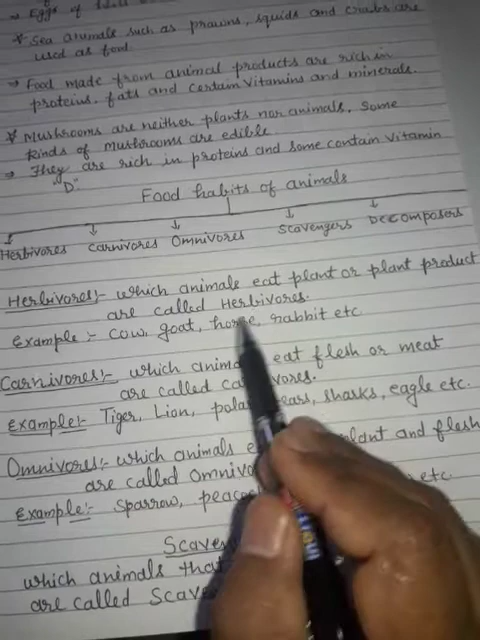 → Eggs of
* Sea animals such as prawns, squids and crabs are
used as food
→ Food made from animal products are rich in
proteins, fats and certain vitamins and minerals.
* Mushrooms are neither plants nor animals, some
kinds of mushrooms are edible
→ They are rich in proteins and some contain vitamin
"D"
Food habits of animals
Herbivores Carnivores Omnivores Scavengers Decomposers
Herbivores:- which animals eat plant or plant product
are called Herbivores.
Example:- Cow, goat, horse, rabbit etc
Carnivores:- which eat flesh or meat
are called
Example:- Tiger, Lion, sharks, eagle etc.
Omnivores:- which animals and flesh
are called
Example:- Sparrow, etc
which animals that
are called